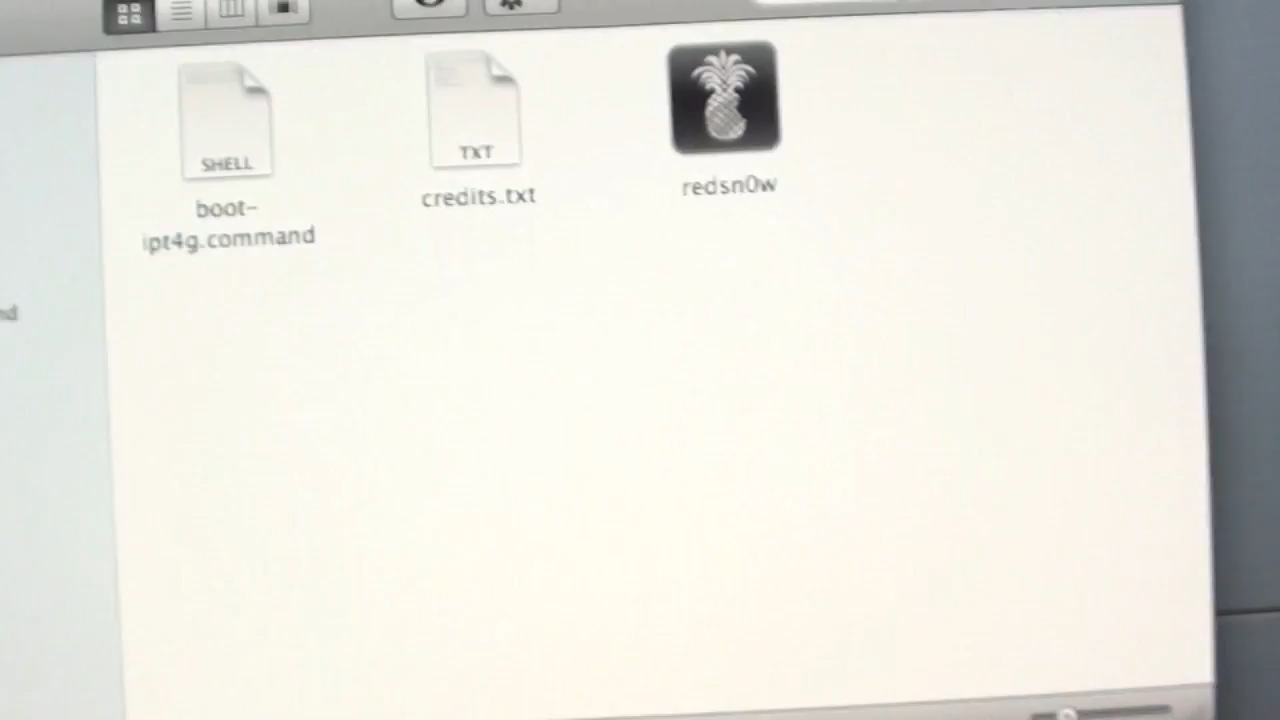 SHELL
boot-
ipt4g.command
TXT
credits.txt
redsn0w